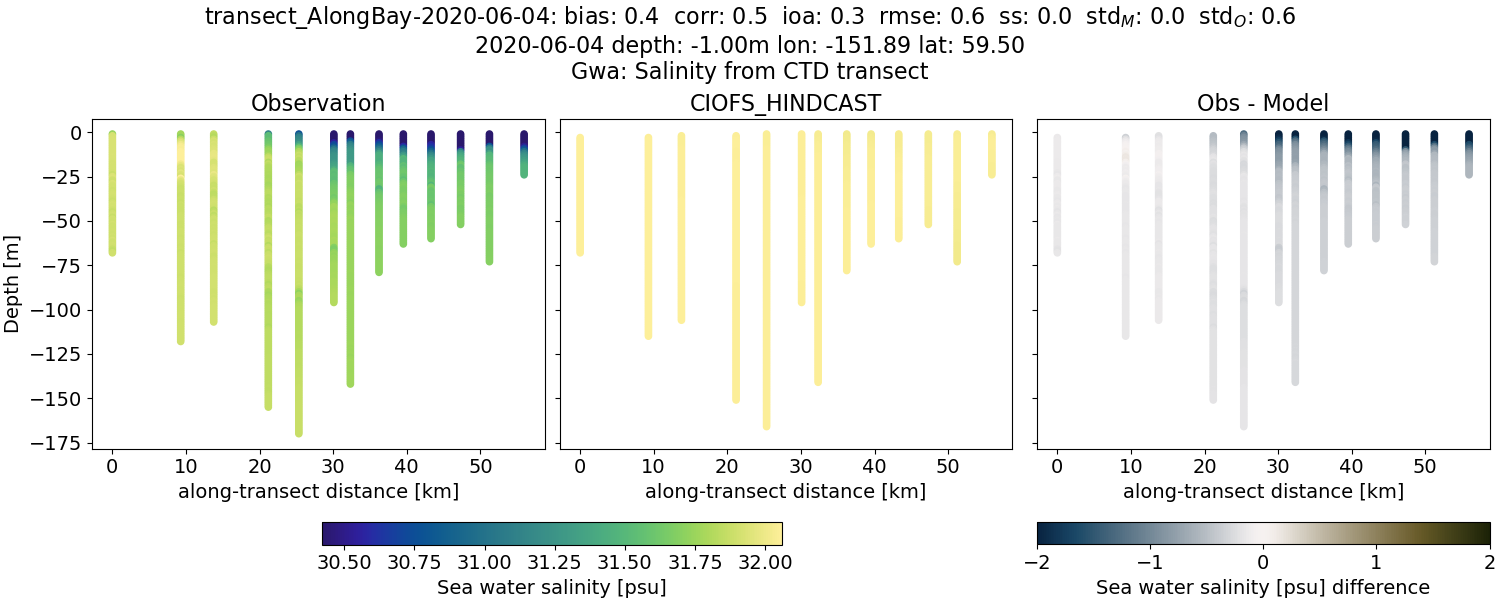 transect_AlongBay-2020-06-04: bias: 0.4  corr: 0.5  ioa: 0.3  rmse: 0.6  ss: 0.0  std_M: 0.0  std_O: 0.6
2020-06-04 depth: -1.00m lon: -151.89 lat: 59.50
Gwa: Salinity from CTD transect
Observation
CIOFS_HINDCAST
Obs - Model
Depth [m]
0
−25
−50
−75
−100
−125
−150
−175
0 10 20 30 40 50
0 10 20 30 40 50
0 10 20 30 40 50
along-transect distance [km]
along-transect distance [km]
along-transect distance [km]
30.50 30.75 31.00 31.25 31.50 31.75 32.00
Sea water salinity [psu]
−2 −1 0 1 2
Sea water salinity [psu] difference